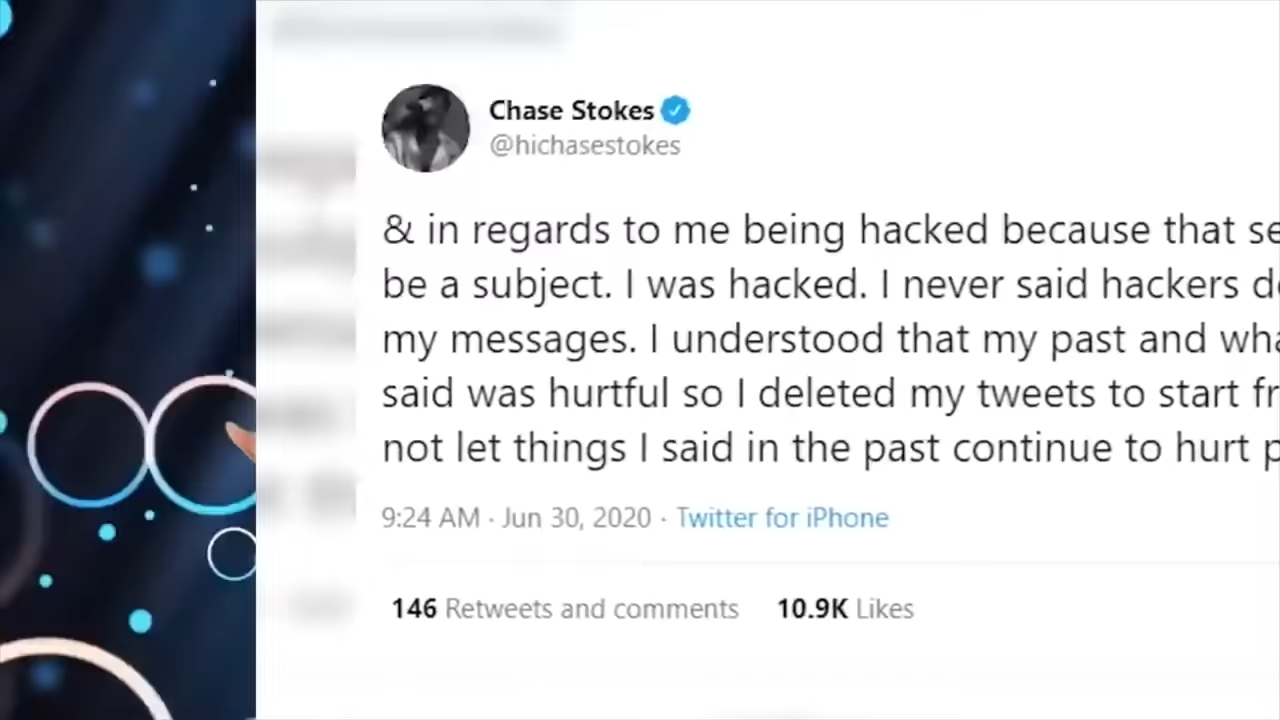 Chase Stokes
@hichasestokes
& in regards to me being hacked because that se
be a subject. I was hacked. I never said hackers d
my messages. I understood that my past and wha
said was hurtful so I deleted my tweets to start fr
not let things I said in the past continue to hurt p
9:24 AM · Jun 30, 2020 · Twitter for iPhone
146 Retweets and comments 10.9K Likes